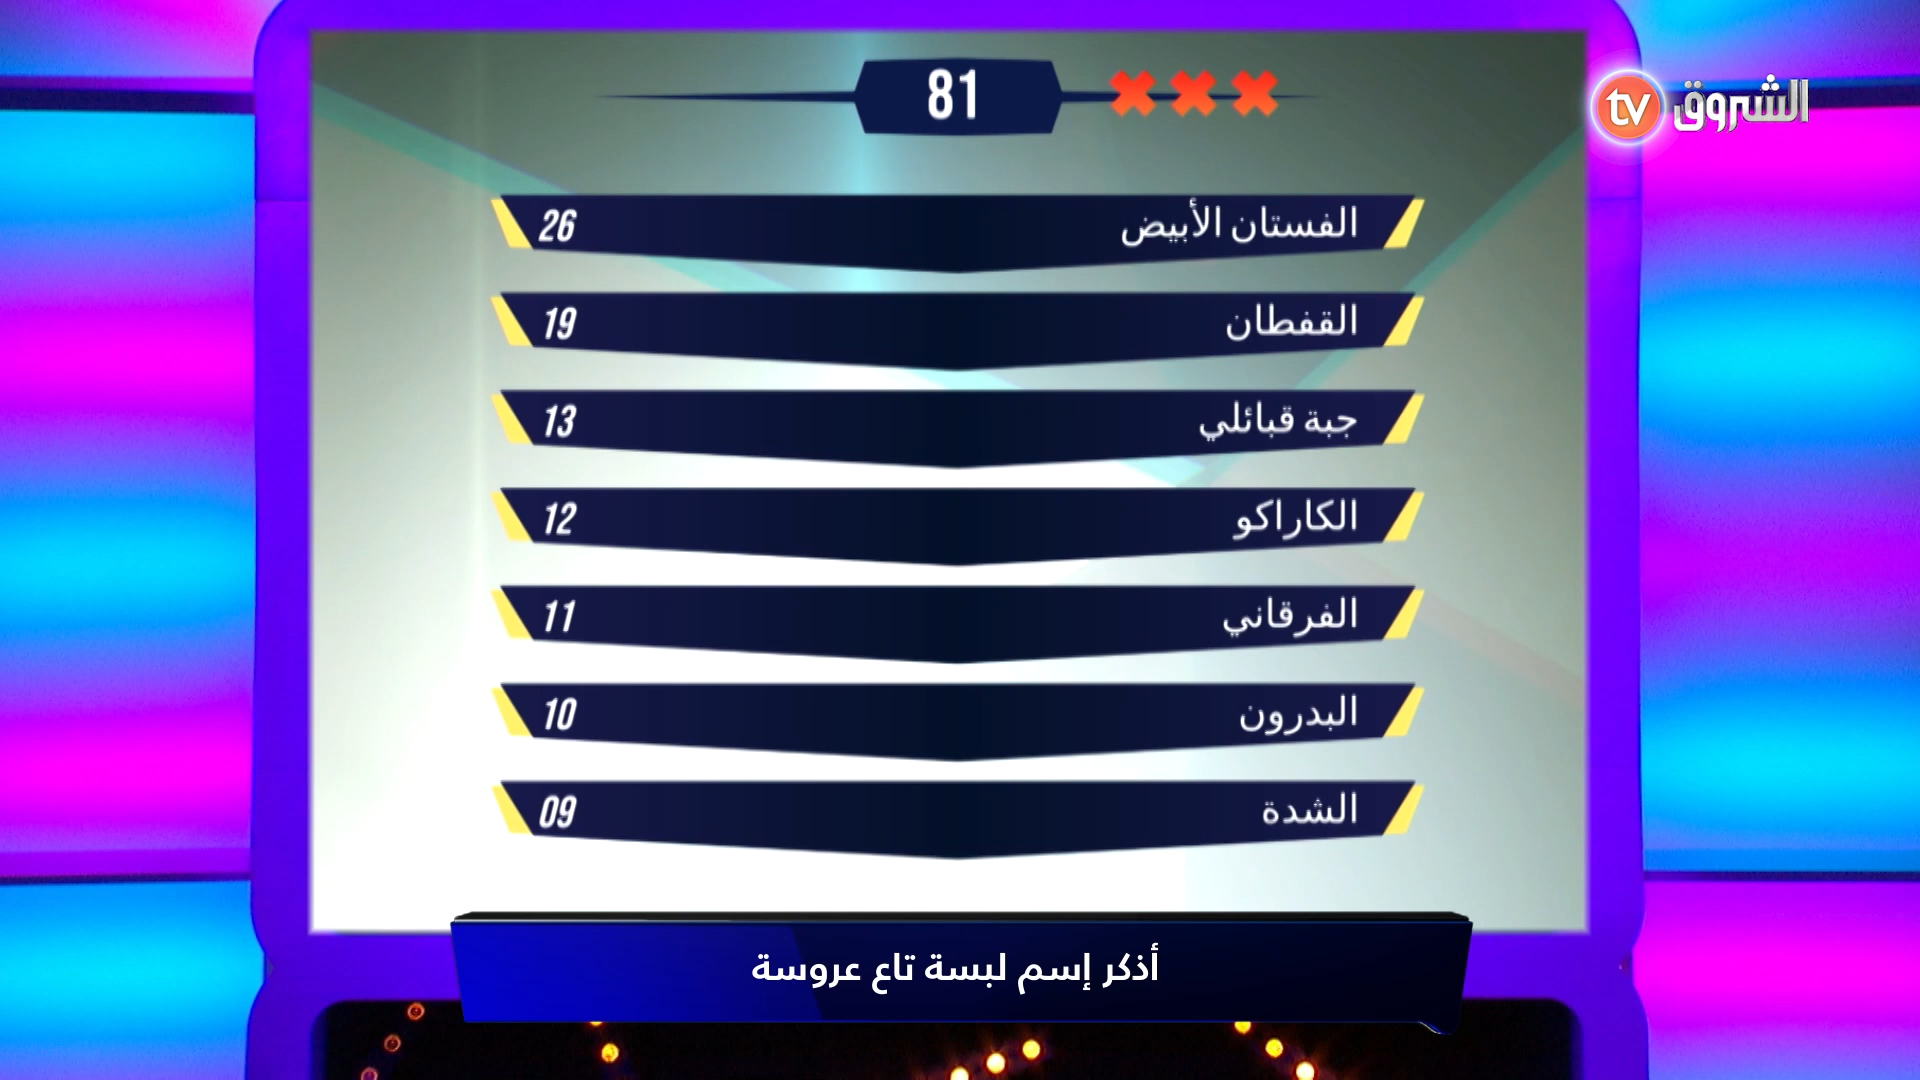 81
tv الشروق
الفستان الأبيض 26
القفطان 19
جبة قبائلي 13
الكاراكو 12
الفرقاني 11
البدرون 10
الشدة 09
أذكر إسم لبسة تاع عروسة